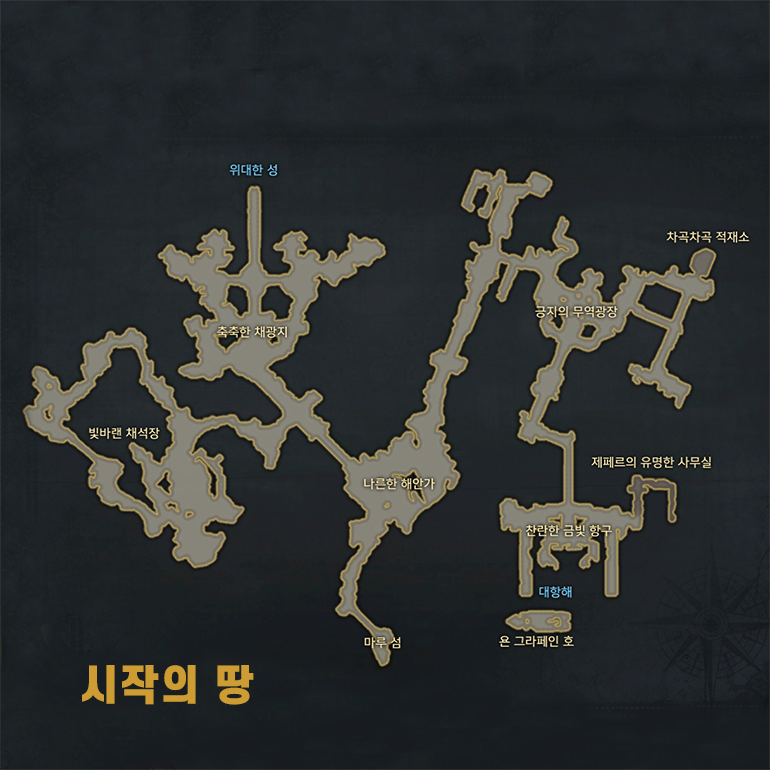 위대한 성
차곡차곡 적재소
긍지의 무역광장
축축한 채광지
빛바랜 채석장
제페르의 유명한 사무실
나른한 해안가
찬란한 금빛 항구
대항해
욘 그라페인 호
마루 섬
시작의 땅